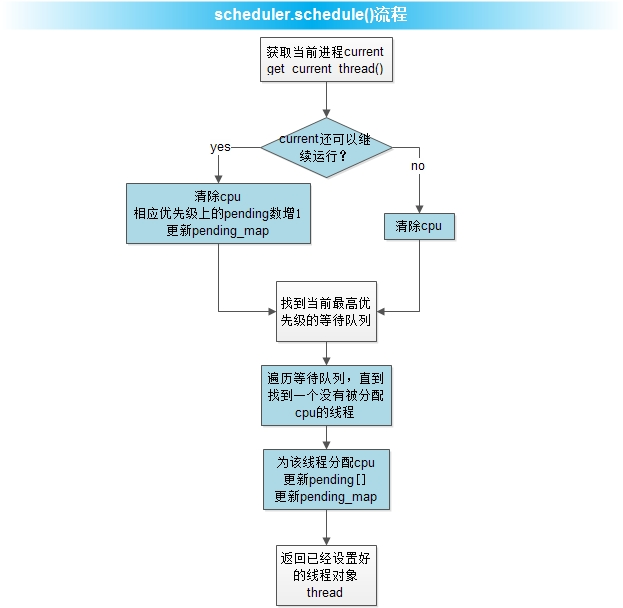 scheduler.schedule()流程
获取当前进程current
get_current_thread()
current还可以继
续运行？
yes
no
清除cpu
相应优先级上的pending数增1
更新pending_map
清除cpu
找到当前最高优
先级的等待队列
遍历等待队列，直到
找到一个没有被分配
cpu的线程
为该线程分配cpu
更新pending[]
更新pending_map
返回已经设置好
的线程对象
thread